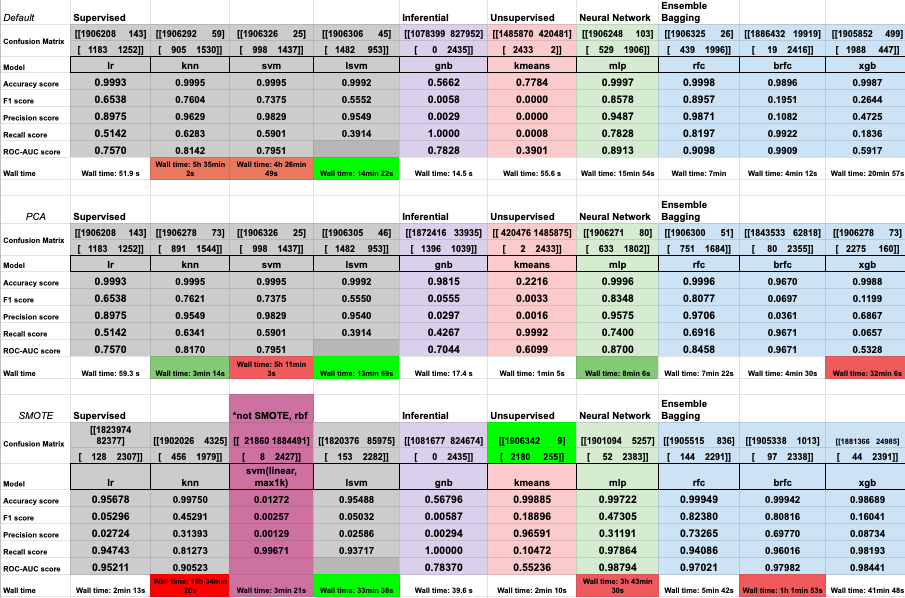 Default Supervised Inferential Unsupervised Neural Network Ensemble Bagging
Confusion Matrix [[1906208 143] [[1906292 59] [[1906326 25] [[1906306 45] [[1078399 827952] [[1485870 420481] [[1906248 103] [[1906325 26] [[1886432 19919] [[1905852 499]
[ 1183 1252]] [ 905 1530]] [ 998 1437]] [ 1482 953]] [ 0 2435]] [ 2433 2]] [ 529 1906]] [ 439 1996]] [ 19 2416]] [ 1988 447]]
Model lr knn svm lsvm gnb kmeans mlp rfc brfc xgb
Accuracy score 0.9993 0.9995 0.9995 0.9992 0.5662 0.7784 0.9997 0.9998 0.9896 0.9987
F1 score 0.6538 0.7604 0.7375 0.5552 0.0058 0.0000 0.8578 0.8957 0.1951 0.2644
Precision score 0.8975 0.9629 0.9829 0.9549 0.0029 0.0000 0.9487 0.9871 0.1082 0.4725
Recall score 0.5142 0.6283 0.5901 0.3914 1.0000 0.0008 0.7828 0.8197 0.9922 0.1836
ROC-AUC score 0.7570 0.8142 0.7951 0.7828 0.3901 0.8913 0.9098 0.9909 0.5917
Wall time Wall time: 51.9 s Wall time: 5h 35min 2s Wall time: 4h 26min 49s Wall time: 14min 22s Wall time: 14.5 s Wall time: 55.6 s Wall time: 15min 54s Wall time: 7min Wall time: 4min 12s Wall time: 20min 57s
PCA Supervised Inferential Unsupervised Neural Network Ensemble Bagging
Confusion Matrix [[1906208 143] [[1906278 73] [[1906326 25] [[1906305 46] [[1872416 33935] [[ 420476 1485875] [[1906271 80] [[1906300 51] [[1843533 62818] [[1906278 73]
[ 1183 1252]] [ 891 1544]] [ 998 1437]] [ 1482 953]] [ 1396 1039]] [ 2 2433]] [ 633 1802]] [ 751 1684]] [ 80 2355]] [ 2275 160]]
Model lr knn svm lsvm gnb kmeans mlp rfc brfc xgb
Accuracy score 0.9993 0.9995 0.9995 0.9992 0.9815 0.2216 0.9996 0.9996 0.9670 0.9988
F1 score 0.6538 0.7621 0.7375 0.5550 0.0555 0.0033 0.8348 0.8077 0.0697 0.1199
Precision score 0.8975 0.9549 0.9829 0.9540 0.0297 0.0016 0.9575 0.9706 0.0361 0.6867
Recall score 0.5142 0.6341 0.5901 0.3914 0.4267 0.9992 0.7400 0.6916 0.9671 0.0657
ROC-AUC score 0.7570 0.8170 0.7951 0.7044 0.6099 0.8700 0.8458 0.9671 0.5328
Wall time Wall time: 59.3 s Wall time: 3min 14s Wall time: 5h 11min 3s Wall time: 13min 59s Wall time: 17.4 s Wall time: 1min 5s Wall time: 8min 6s Wall time: 7min 22s Wall time: 4min 30s Wall time: 32min 6s
SMOTE Supervised *not SMOTE, rbf Inferential Unsupervised Neural Network Ensemble Bagging
Confusion Matrix [[1823974 82377] [[1902026 4325] [[ 21860 1884491] [[1820376 85975] [[1081677 824674] [[1906342 9] [[1901094 5257] [[1905515 836] [[1905338 1013] [[1881366 24985]
[ 128 2307]] [ 456 1979]] [ 8 2427]] [ 153 2282]] [ 0 2435]] [ 2180 255]] [ 52 2383]] [ 144 2291]] [ 97 2338]] [ 44 2391]]
Model lr knn svm(linear, max1k) lsvm gnb kmeans mlp rfc brfc xgb
Accuracy score 0.95678 0.99750 0.01272 0.95488 0.56796 0.99885 0.99722 0.99949 0.99942 0.98689
F1 score 0.05296 0.45291 0.00257 0.05032 0.00587 0.18896 0.47305 0.82380 0.80816 0.16041
Precision score 0.02724 0.31393 0.00129 0.02586 0.00294 0.96591 0.31191 0.73265 0.69770 0.08734
Recall score 0.94743 0.81273 0.99671 0.93717 1.00000 0.10472 0.97864 0.94086 0.96016 0.98193
ROC-AUC score 0.95211 0.90523 0.78370 0.55236 0.98794 0.97021 0.97982 0.98441
Wall time Wall time: 2min 13s Wall time: 18h 34min 20s Wall time: 3min 21s Wall time: 33min 38s Wall time: 39.6 s Wall time: 2min 10s Wall time: 3h 43min 30s Wall time: 5min 42s Wall time: 1h 1min 53s Wall time: 41min 48s